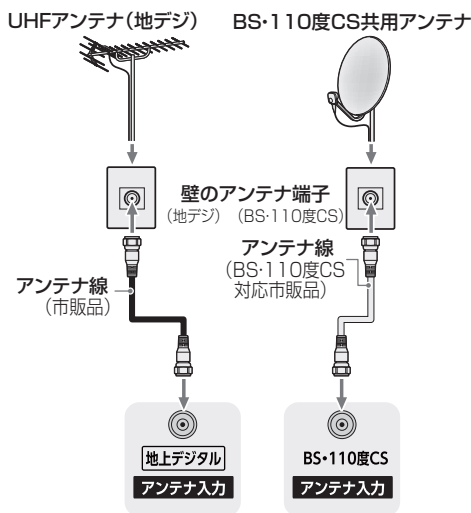 UHFアンテナ（地デジ）
BS・110度CS共用アンテナ
壁のアンテナ端子
（地デジ）（BS・110度CS）
アンテナ線
（市販品）
アンテナ線
（BS・110度CS
対応市販品）
地上デジタル
アンテナ入力
BS・110度CS
アンテナ入力